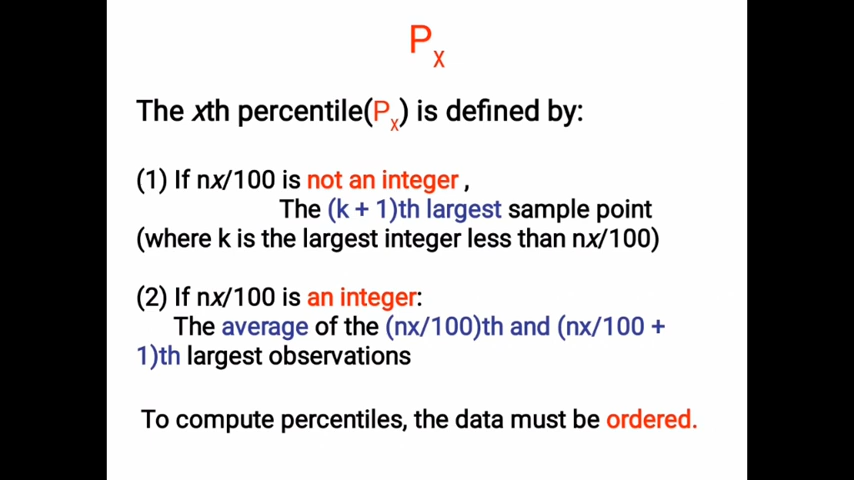 Px
The xth percentile(Px) is defined by:
(1) If nx/100 is not an integer ,
The (k + 1)th largest sample point
(where k is the largest integer less than nx/100)
(2) If nx/100 is an integer:
The average of the (nx/100)th and (nx/100 +
1)th largest observations
To compute percentiles, the data must be ordered.